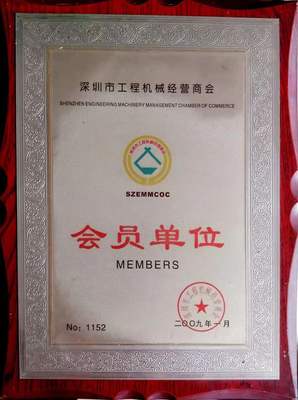 深圳市工程机械经营商会
SHENZHEN ENGINEERING MACHINERY MANAGEMENT CHAMBER OF COMMERCE
SZEMMCOC
会员单位
MEMBERS
No: 1152
二〇〇九年一月